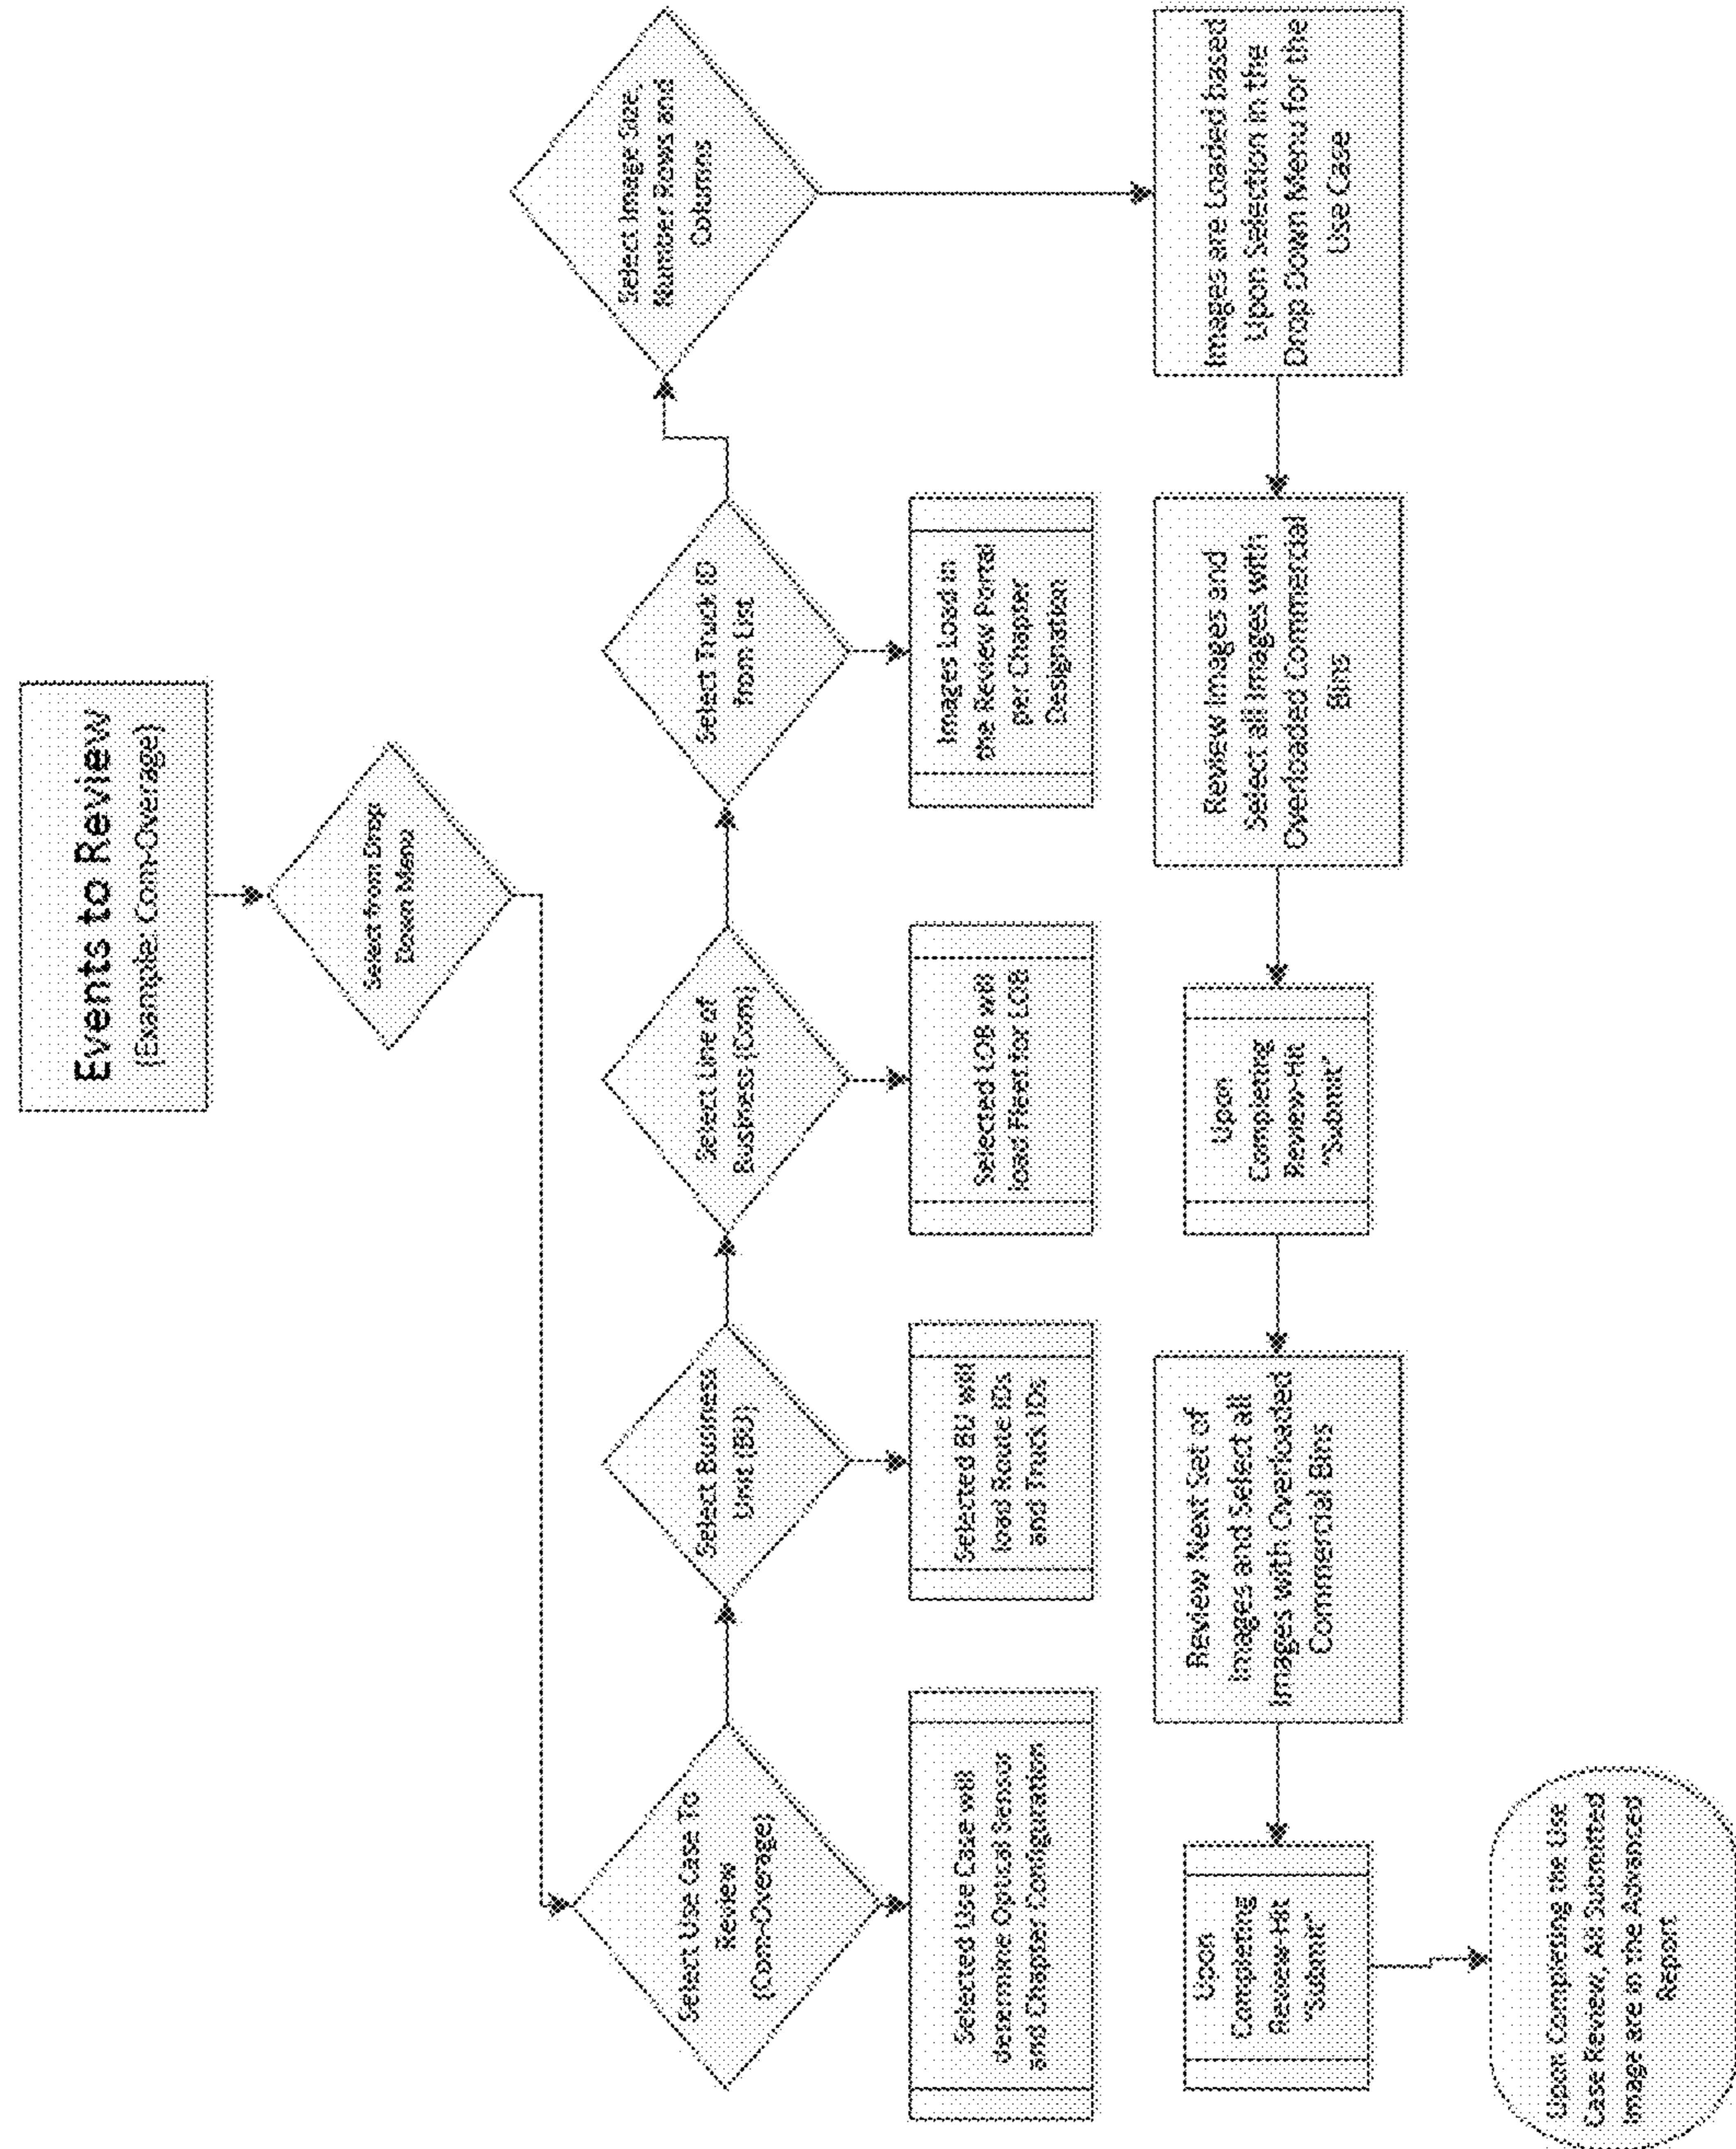 Events to Review
(Example: Com-Overage)
Select from Drop
Down Menu
Select Use Case To
Review
(Com-Overage)
Selected Use Case will
determine Optical Sensor
and Chapter Configuration
Select Business
Unit (BU)
Selected BU will
load Route IDs
and Truck IDs
Select Line of
Business (Com)
Selected LOB will
load Fleet for LOB
Select Truck ID
from List
Images Load in
the Review Portal
per Chapter
Designation
Select Image Size,
Number Rows and
Columns
Images are Loaded based
Upon Selection in the
Drop Down Menu for the
Use Case
Review Images and
Select all Images with
Overloaded Commercial
Bins
Upon
Completing
Review-Hit
"Submit"
Review Next Set of
Images and Select all
Images with Overloaded
Commercial Bins
Upon
Completing
Review-Hit
"Submit"
Upon Completing the Use
Case Review, All Submitted
Image are in the Advanced
Report